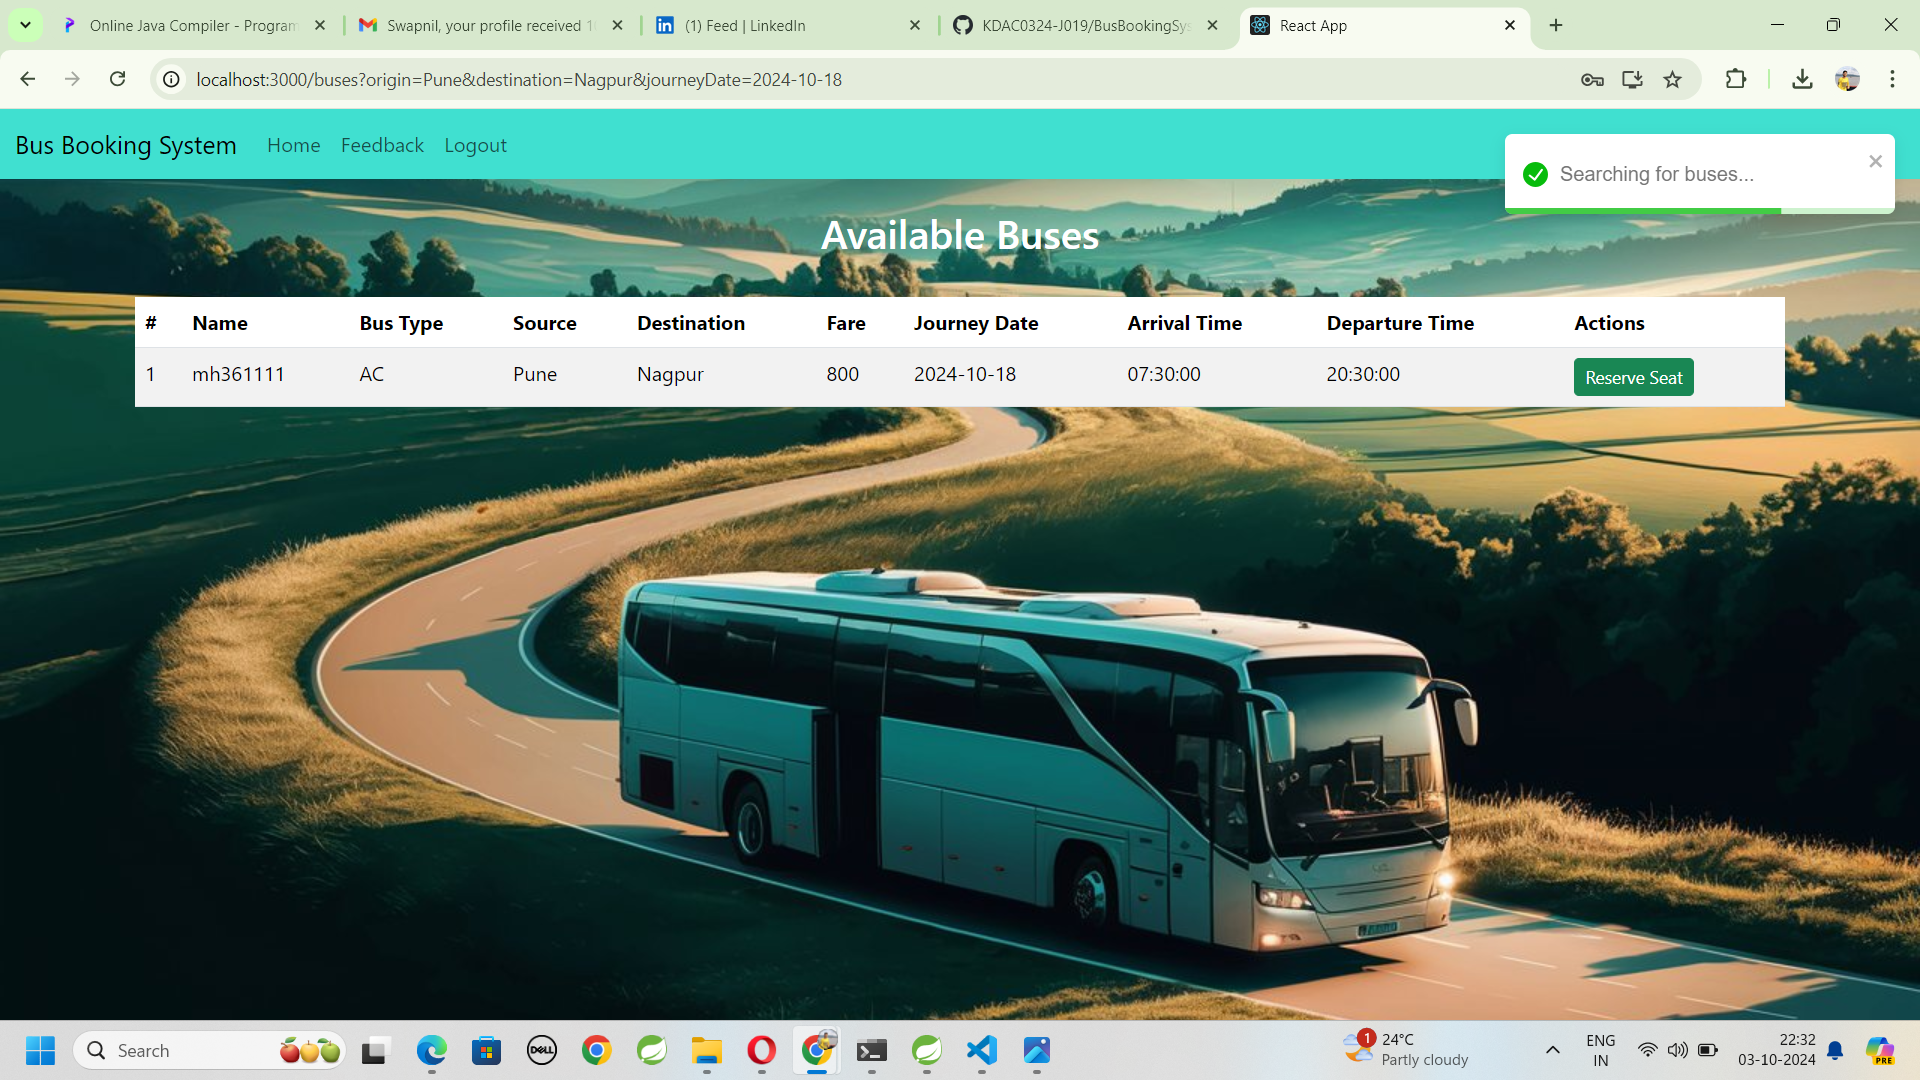 Online Java Compiler - Program
Swapnil, your profile received 1
(1) Feed | LinkedIn
KDAC0324-J019/BusBookingSys
React App
localhost:3000/buses?origin=Pune&destination=Nagpur&journeyDate=2024-10-18
Bus Booking System Home Feedback Logout
Searching for buses...
Available Buses
# Name Bus Type Source Destination Fare Journey Date Arrival Time Departure Time Actions
1 mh361111 AC Pune Nagpur 800 2024-10-18 07:30:00 20:30:00 Reserve Seat
Search
DELL
1
24°C
Partly cloudy
ENG
IN
22:32
03-10-2024
PRE